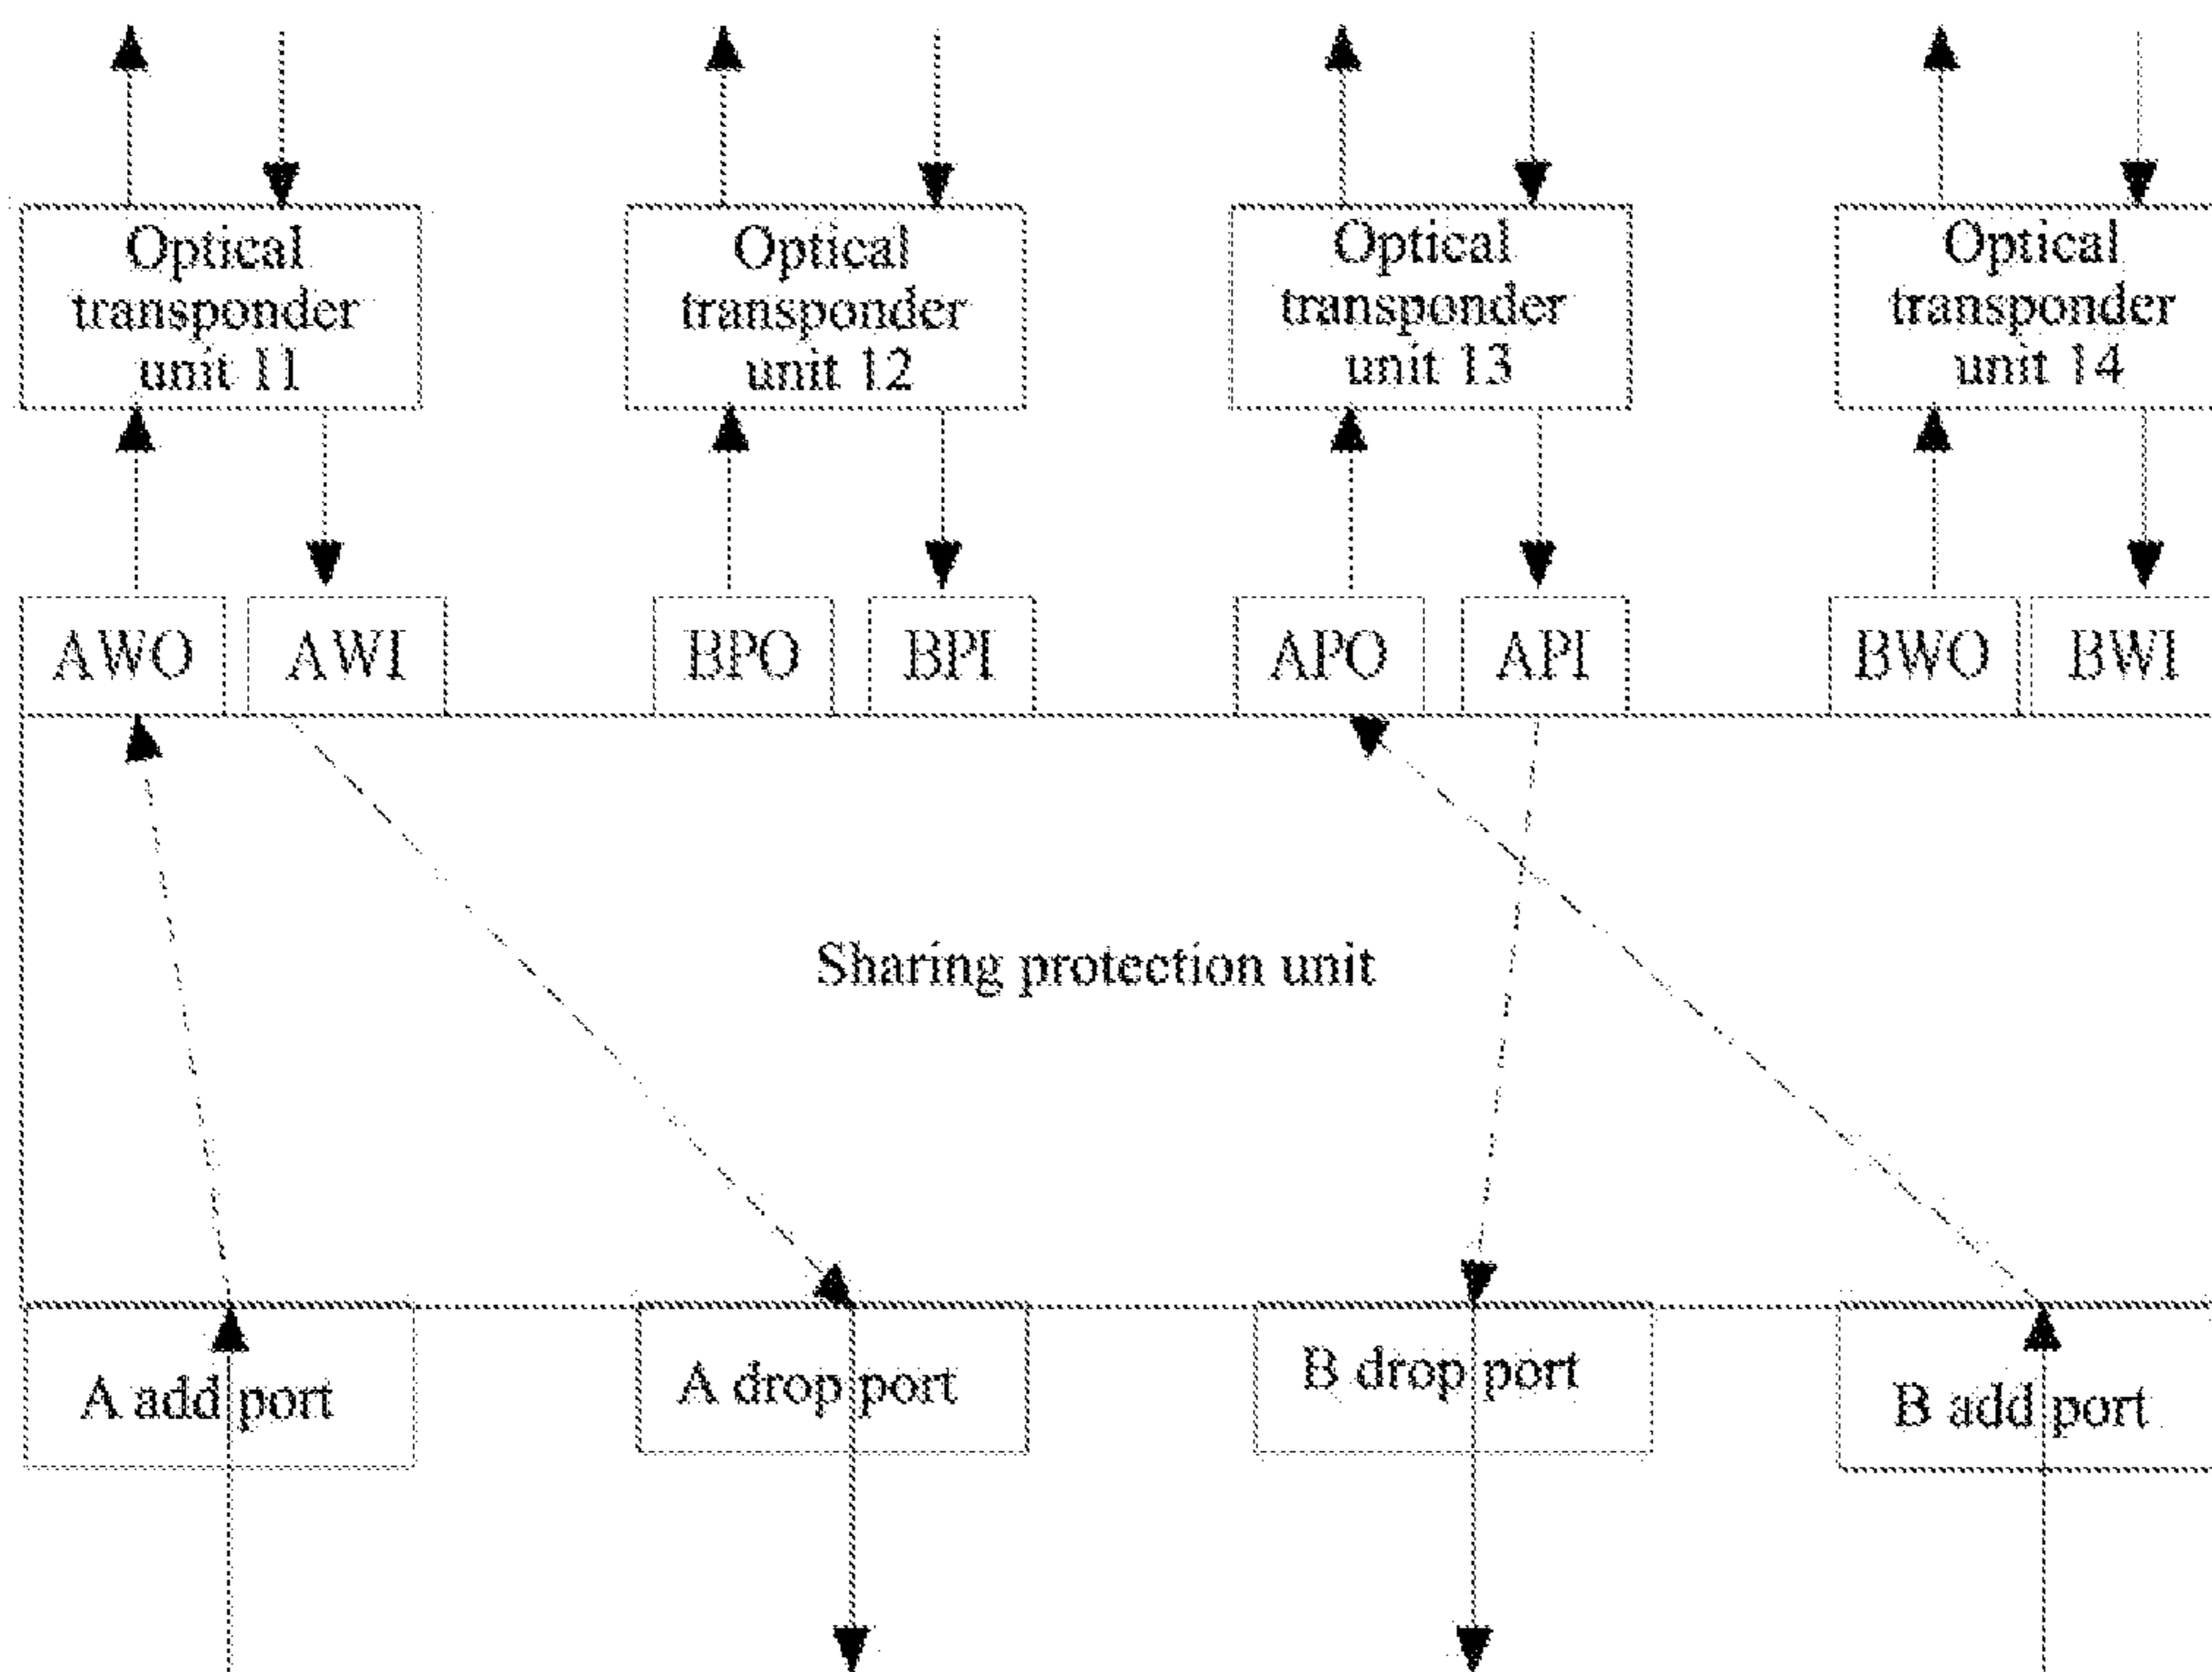 Optical
transponder
unit 11
Optical
transponder
unit 12
Optical
transponder
unit 13
Optical
transponder
unit 14
AWO
AWI
BPO
BPI
APO
API
BWO
BWI
Sharing protection unit
A add port
A drop port
B drop port
B add port